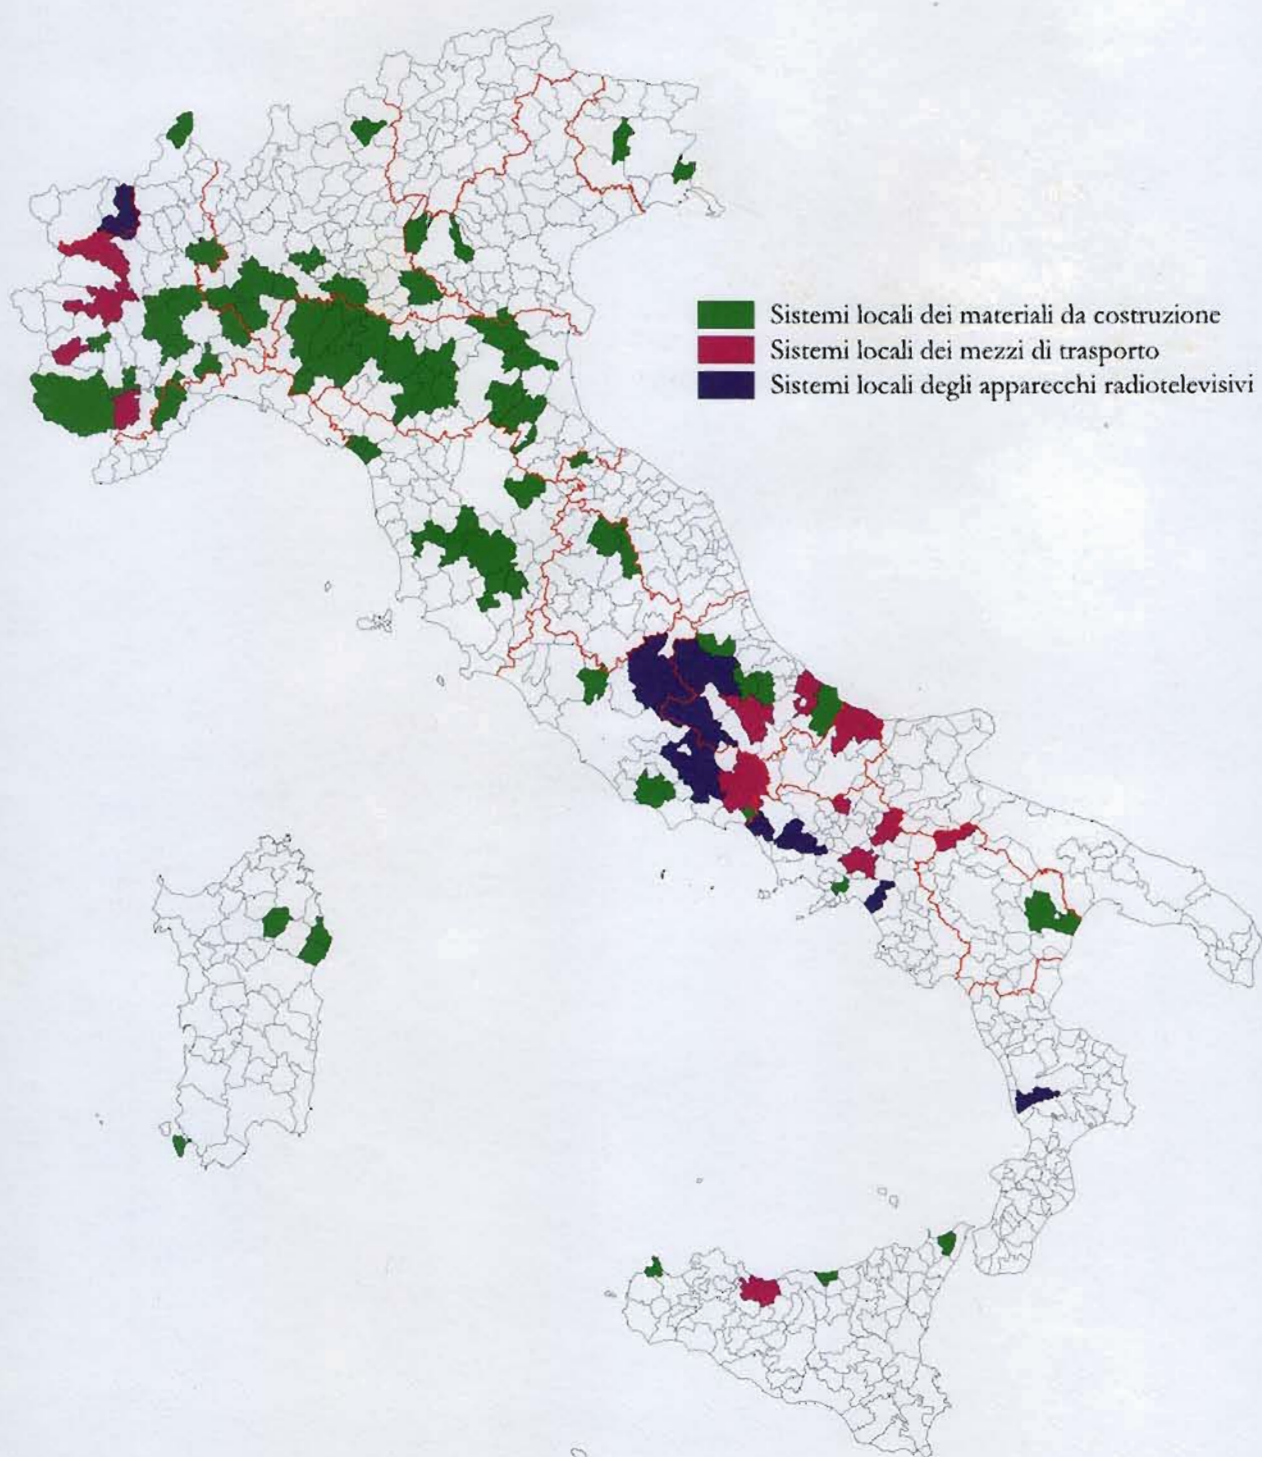 Sistemi locali dei materiali da costruzione
Sistemi locali dei mezzi di trasporto
Sistemi locali degli apparecchi radiotelevisivi